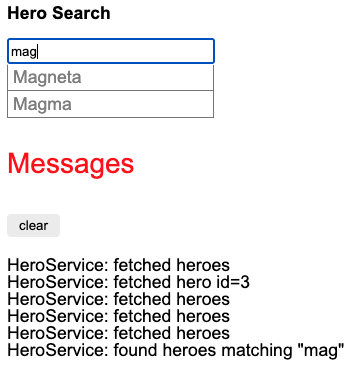 Hero Search
mag
Magneta
Magma
Messages
clear
HeroService: fetched heroes
HeroService: fetched hero id=3
HeroService: fetched heroes
HeroService: fetched heroes
HeroService: fetched heroes
HeroService: found heroes matching "mag"